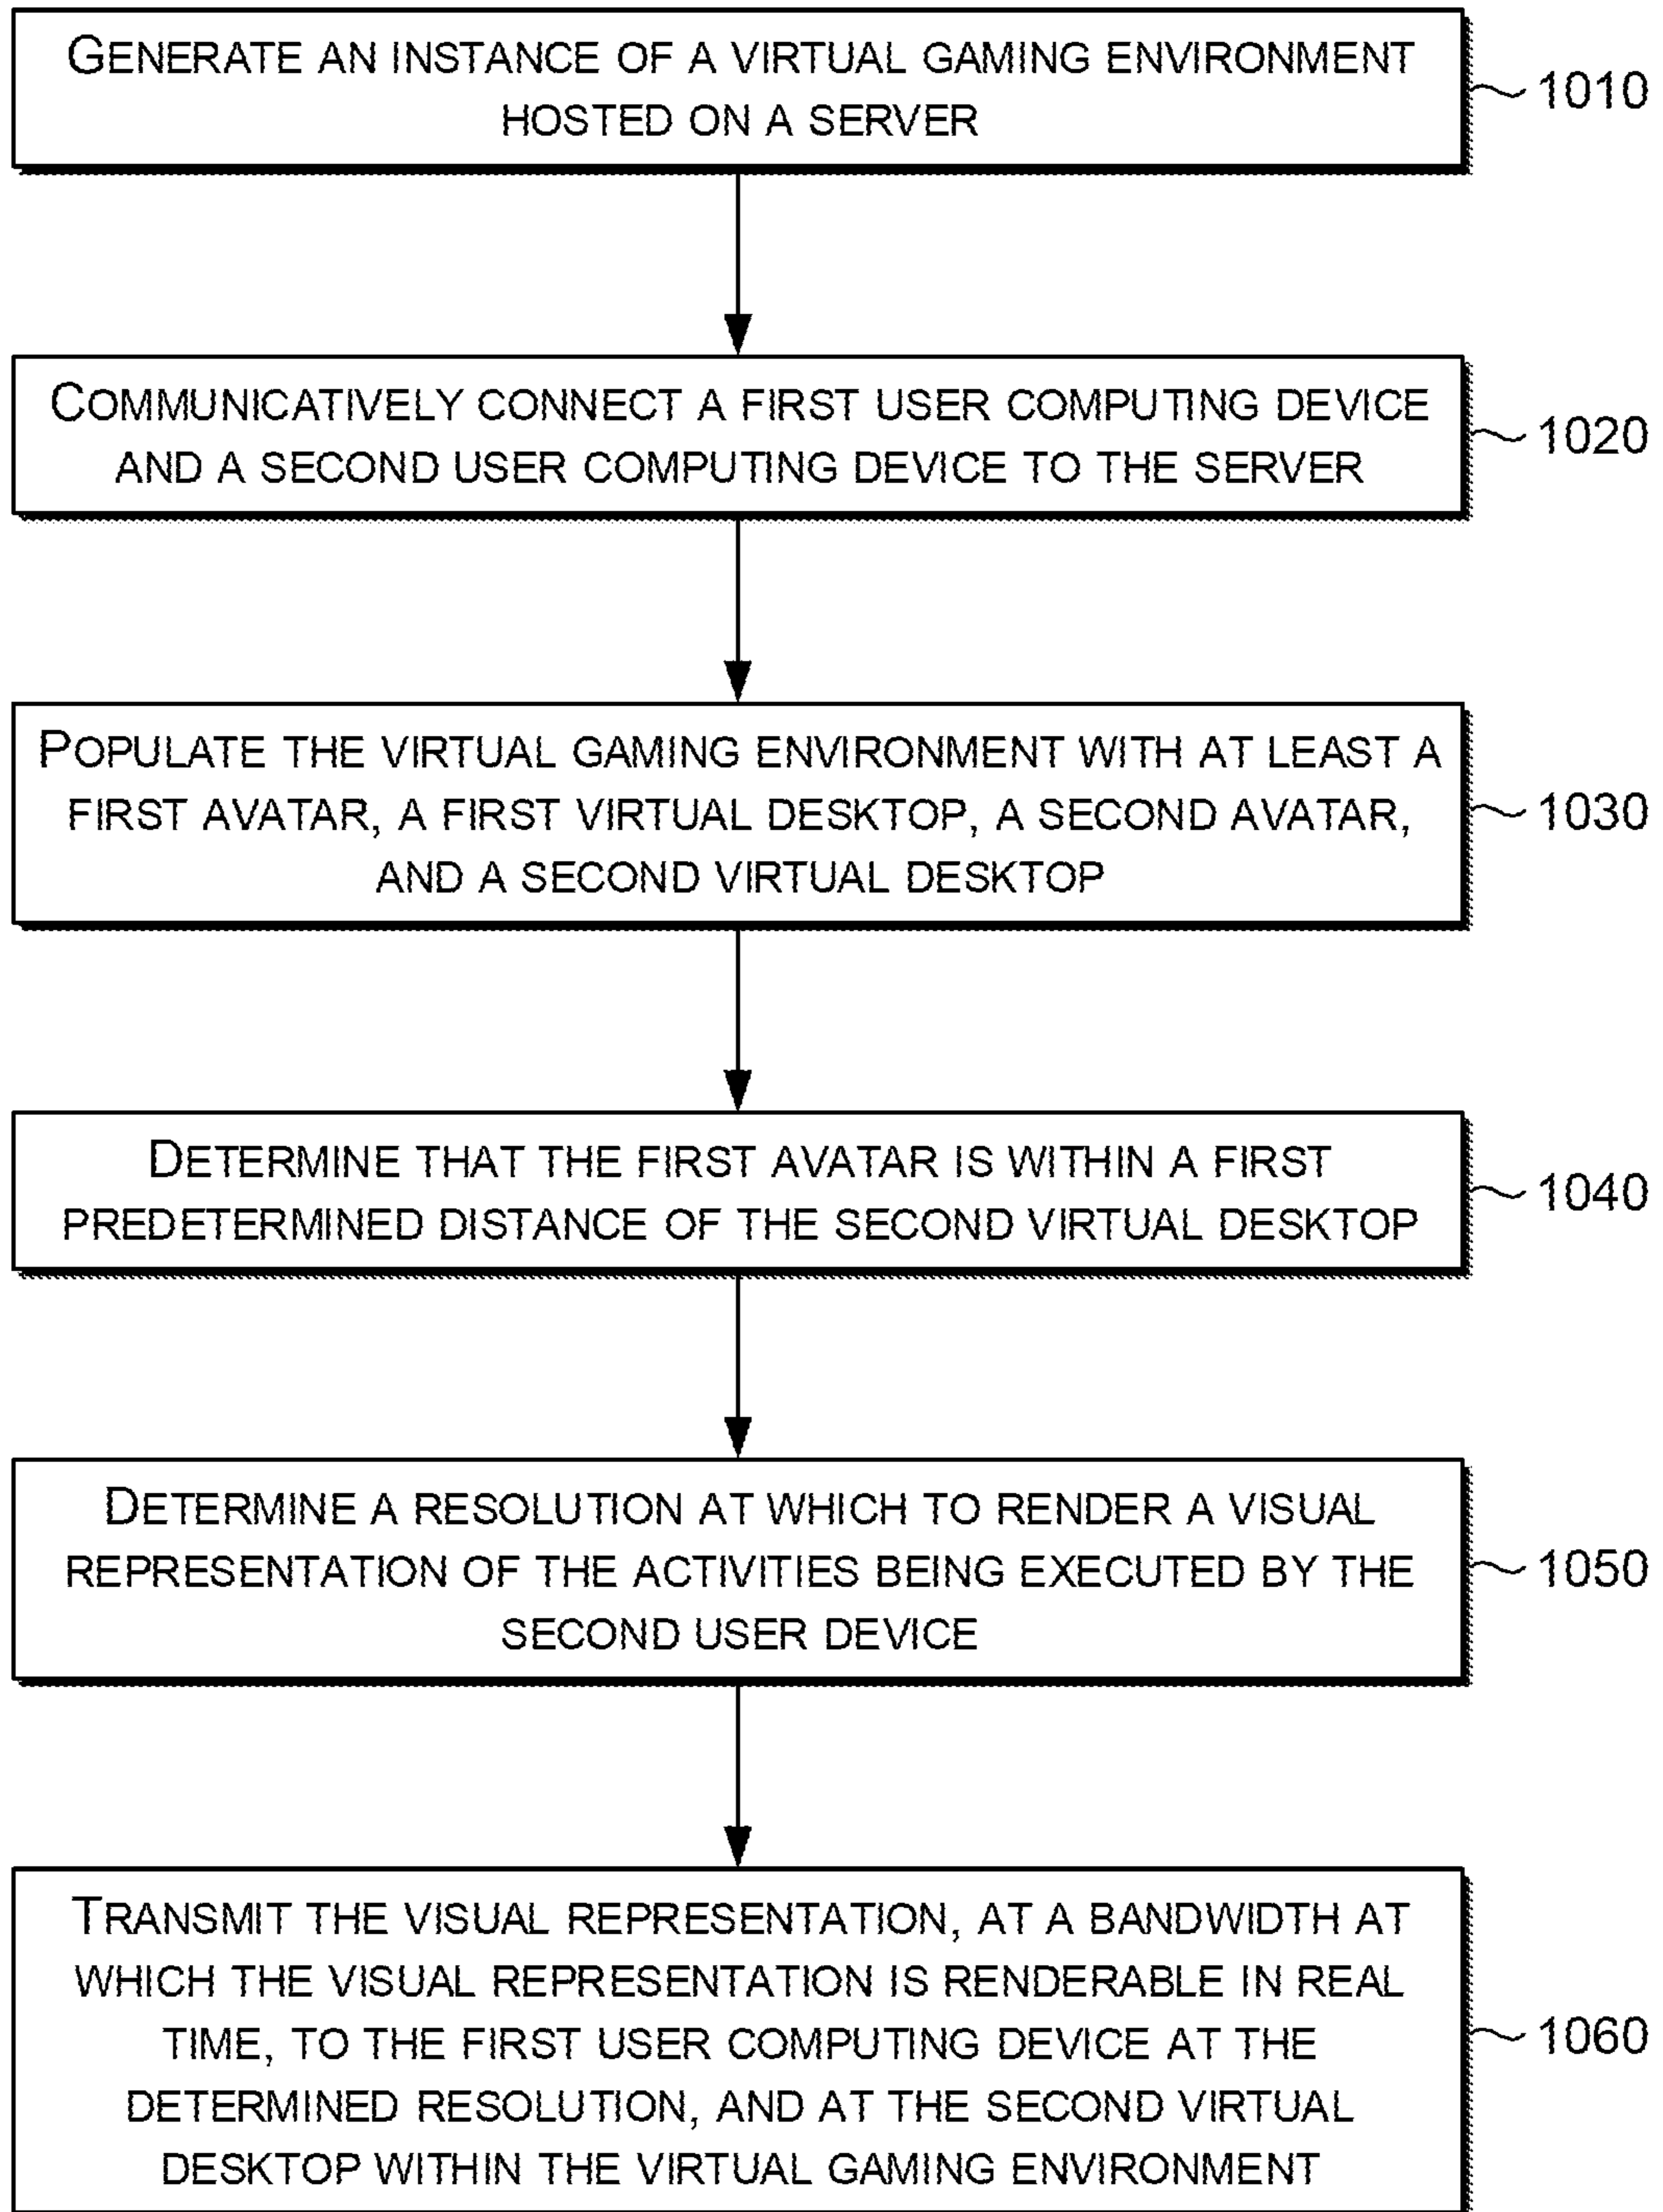 GENERATE AN INSTANCE OF A VIRTUAL GAMING ENVIRONMENT
HOSTED ON A SERVER
1010
COMMUNICATIVELY CONNECT A FIRST USER COMPUTING DEVICE
AND A SECOND USER COMPUTING DEVICE TO THE SERVER
1020
POPULATE THE VIRTUAL GAMING ENVIRONMENT WITH AT LEAST A
FIRST AVATAR, A FIRST VIRTUAL DESKTOP, A SECOND AVATAR,
AND A SECOND VIRTUAL DESKTOP
1030
DETERMINE THAT THE FIRST AVATAR IS WITHIN A FIRST
PREDETERMINED DISTANCE OF THE SECOND VIRTUAL DESKTOP
1040
DETERMINE A RESOLUTION AT WHICH TO RENDER A VISUAL
REPRESENTATION OF THE ACTIVITIES BEING EXECUTED BY THE
SECOND USER DEVICE
1050
TRANSMIT THE VISUAL REPRESENTATION, AT A BANDWIDTH AT
WHICH THE VISUAL REPRESENTATION IS RENDERABLE IN REAL
TIME, TO THE FIRST USER COMPUTING DEVICE AT THE
DETERMINED RESOLUTION, AND AT THE SECOND VIRTUAL
DESKTOP WITHIN THE VIRTUAL GAMING ENVIRONMENT
1060